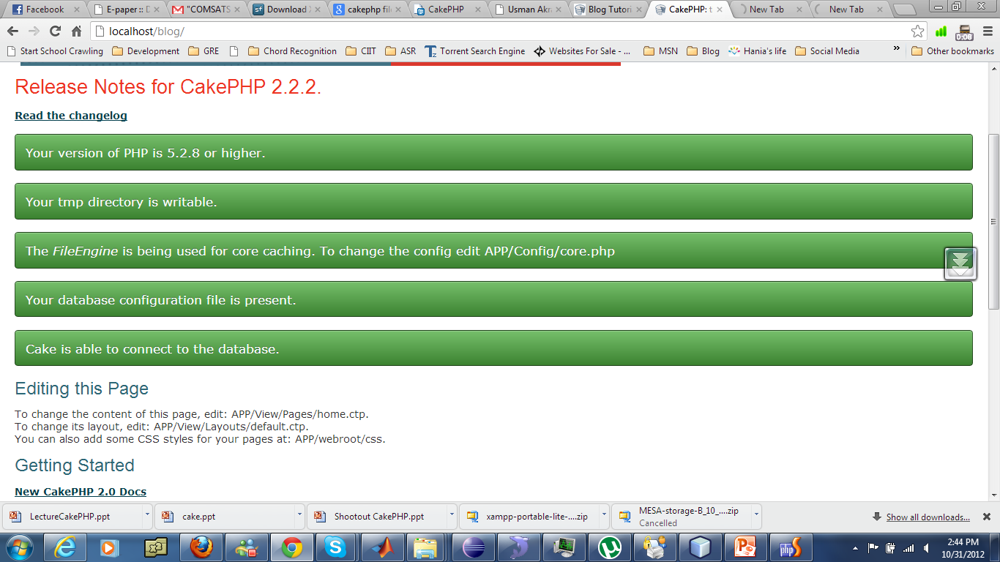 Facebook
E-paper :: D
"COMSATS
Download X
cakephp file
CakePHP
Usman Akra
Blog Tutori
CakePHP: t
New Tab
New Tab
localhost/blog/
0:08
Start School Crawling
Development
GRE
Chord Recognition
CIIT
ASR
Torrent Search Engine
Websites For Sale - ...
MSN
Blog
Hania's life
Social Media
»
Other bookmarks
Release Notes for CakePHP 2.2.2.
Read the changelog
Your version of PHP is 5.2.8 or higher.
Your tmp directory is writable.
The FileEngine is being used for core caching. To change the config edit APP/Config/core.php
Your database configuration file is present.
Cake is able to connect to the database.
Editing this Page
To change the content of this page, edit: APP/View/Pages/home.ctp.
To change its layout, edit: APP/View/Layouts/default.ctp.
You can also add some CSS styles for your pages at: APP/webroot/css.
Getting Started
New CakePHP 2.0 Docs
LectureCakePHP.ppt
cake.ppt
Shootout CakePHP.ppt
xampp-portable-lite-....zip
MESA-storage-B_10_....zip
Cancelled
Show all downloads...
2:44 PM
10/31/2012